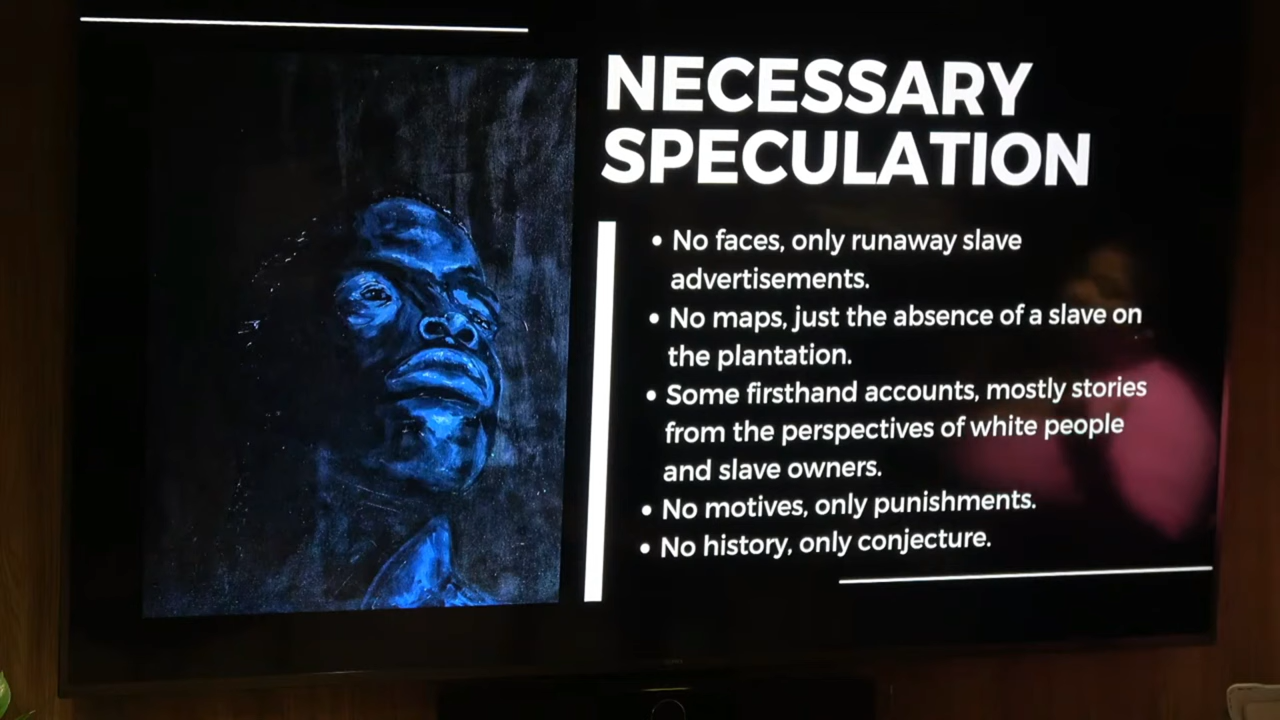 NECESSARY
SPECULATION
• No faces, only runaway slave
advertisements.
• No maps, just the absence of a slave on
the plantation.
• Some firsthand accounts, mostly stories
from the perspectives of white people
and slave owners.
• No motives, only punishments.
• No history, only conjecture.